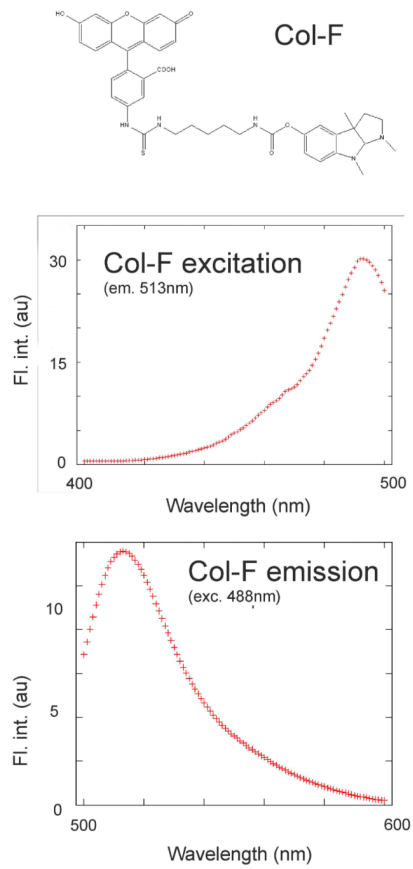 Col-F
HO
O
O
COOH
HN
S
H
N
H
N
O
O
N
N
Col-F excitation
(em. 513nm)
30
15
0
Fl. int. (au)
400
500
Wavelength (nm)
Col-F emission
(exc. 488nm)
10
5
0
Fl. int. (au)
500
600
Wavelength (nm)